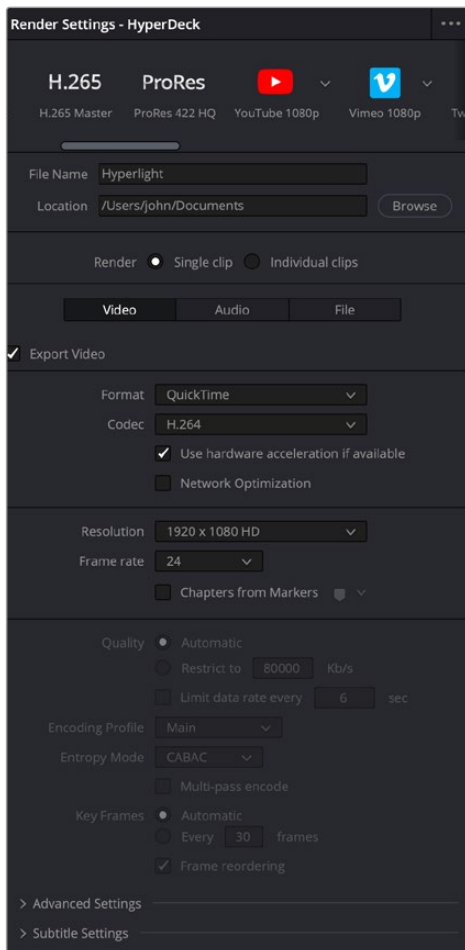 Render Settings - HyperDeck
H.265 ProRes
H.265 Master ProRes 422 HQ YouTube 1080p Vimeo 1080p Tw
File Name Hyperlight
Location /Users/john/Documents Browse
Render Single clip Individual clips
Video Audio File
Export Video
Format QuickTime
Codec H.264
Use hardware acceleration if available
Network Optimization
Resolution 1920 x 1080 HD
Frame rate 24
Chapters from Markers
Quality Automatic
Restrict to 80000 Kb/s
Limit data rate every 6 sec
Encoding Profile Main
Entropy Mode CABAC
Multi-pass encode
Key Frames Automatic
Every 30 frames
Frame reordering
Advanced Settings
Subtitle Settings